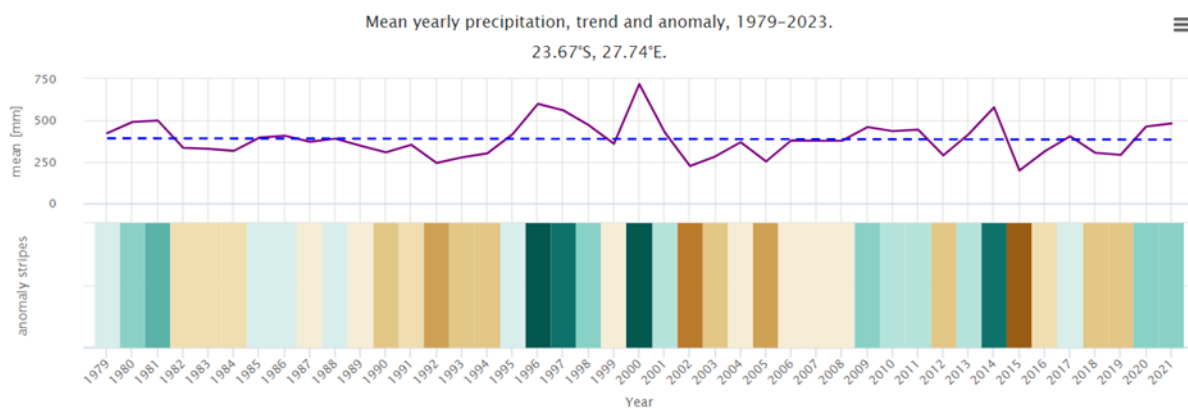 Mean yearly precipitation, trend and anomaly, 1979-2023.
23.67°S, 27.74°E.
mean [mm]
750
500
250
0
anomaly stripes
1979 1980 1981 1982 1983 1984 1985 1986 1987 1988 1989 1990 1991 1992 1993 1994 1995 1996 1997 1998 1999 2000 2001 2002 2003 2004 2005 2006 2007 2008 2009 2010 2011 2012 2013 2014 2015 2016 2017 2018 2019 2020 2021
Year